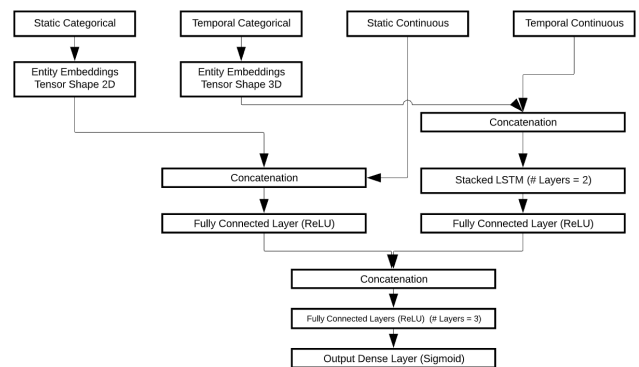 Static Categorical
Temporal Categorical
Static Continuous
Temporal Continuous
Entity Embeddings
Tensor Shape 2D
Entity Embeddings
Tensor Shape 3D
Concatenation
Concatenation
Stacked LSTM (# Layers = 2)
Fully Connected Layer (ReLU)
Fully Connected Layer (ReLU)
Concatenation
Fully Connected Layers (ReLU) (# Layers = 3)
Output Dense Layer (Sigmoid)